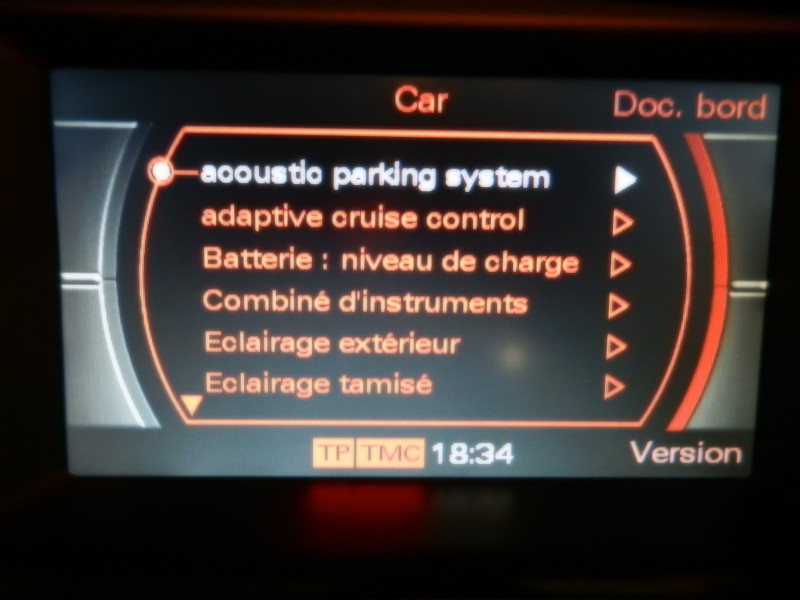 Car
Doc. bord
acoustic parking system
adaptive cruise control
Batterie : niveau de charge
Combiné d'instruments
Eclairage extérieur
Eclairage tamisé
TP TMC 18:34
Version